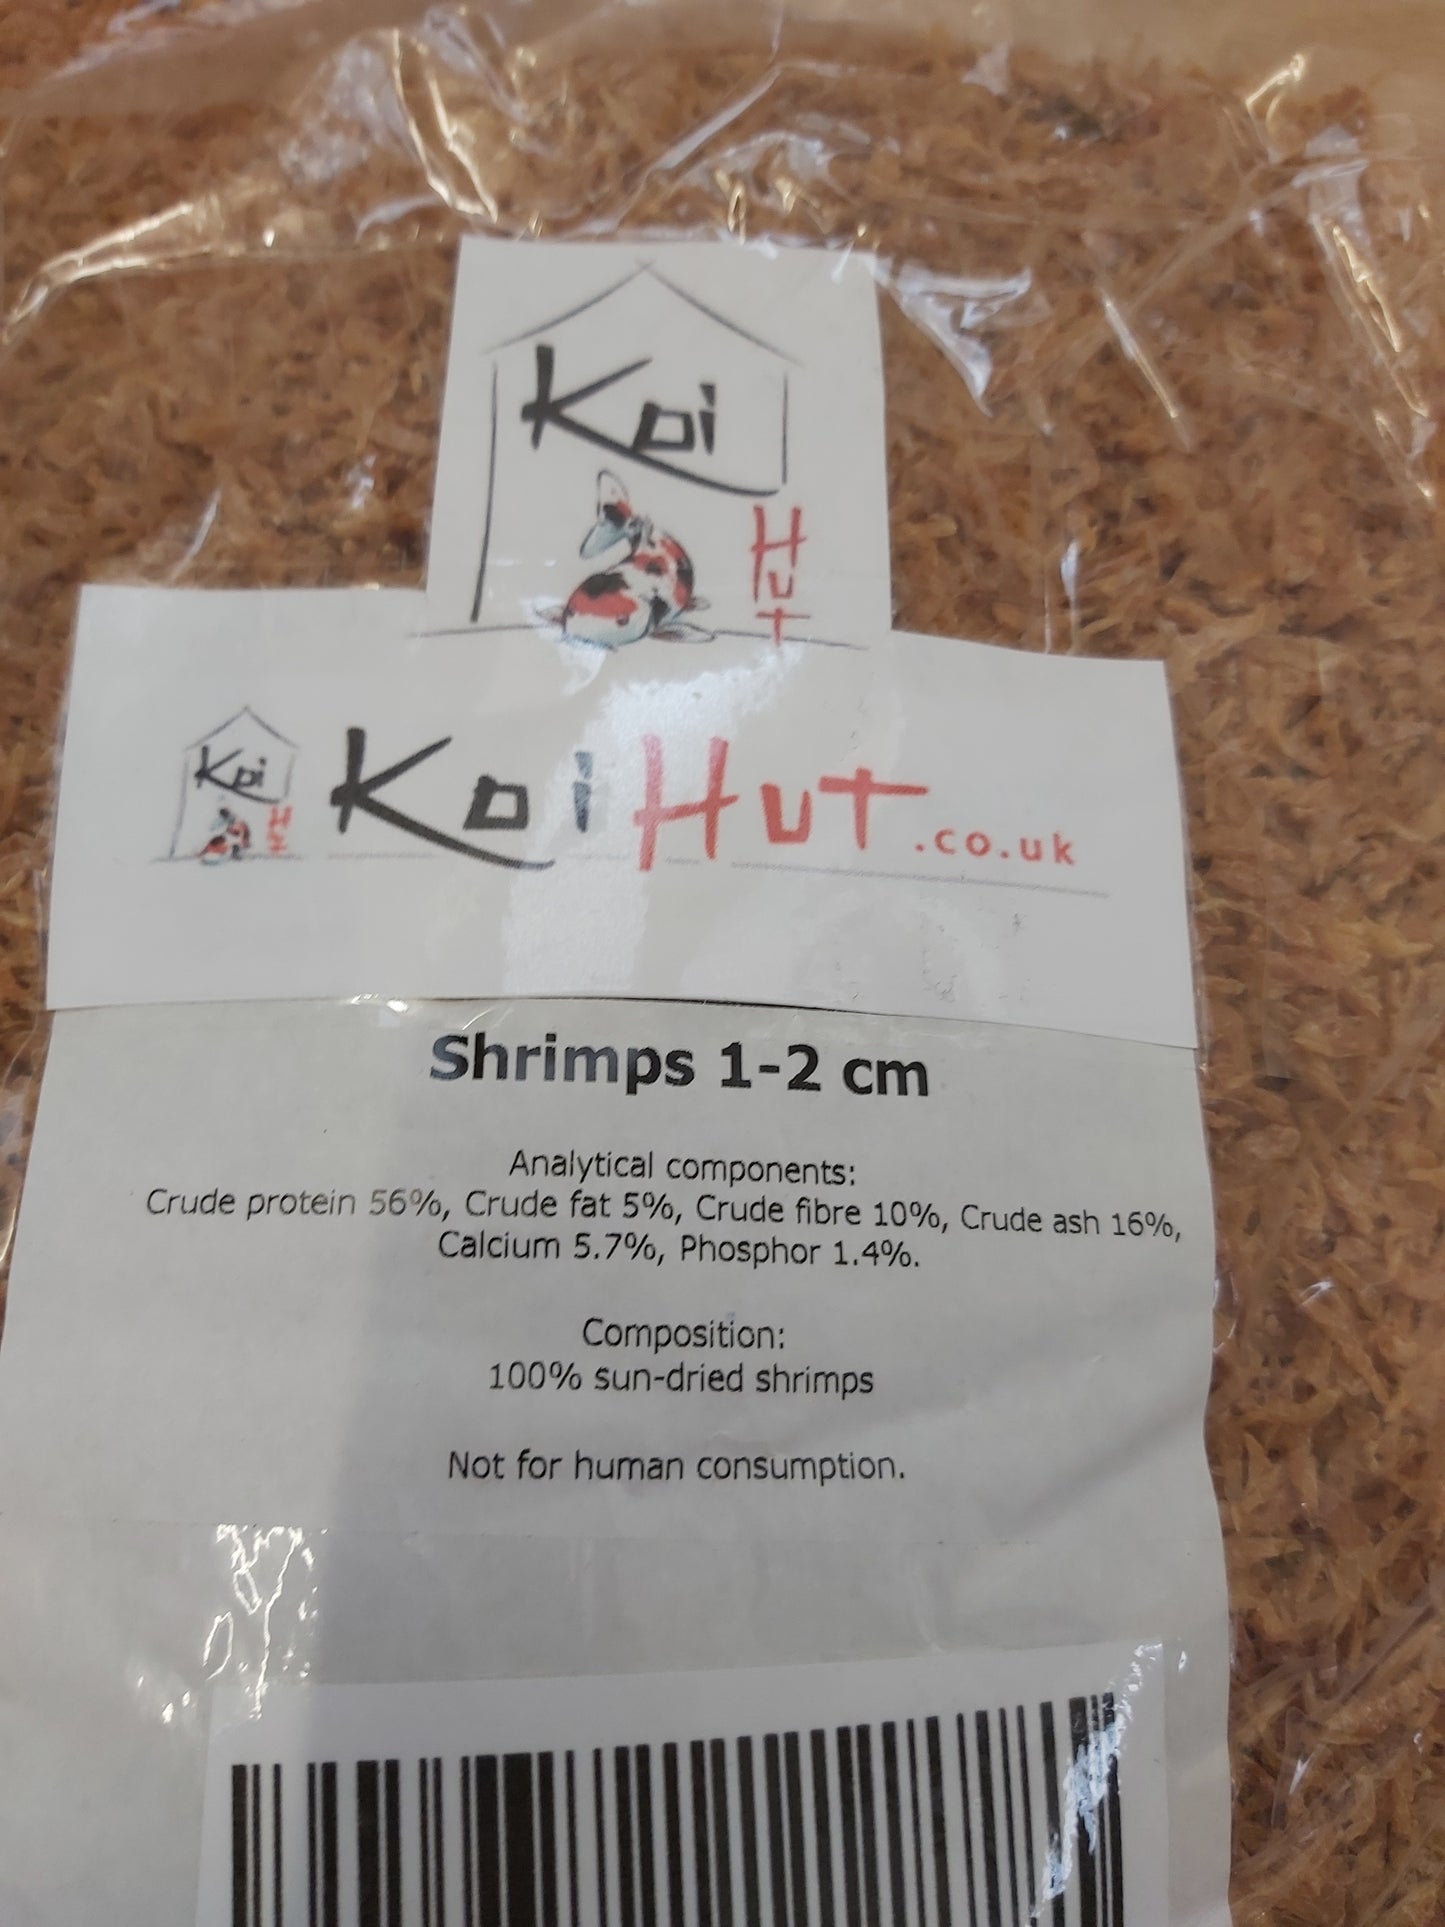 Koi
Hut
Koi
Hut
Koi Hut.co.uk
Shrimps 1-2 cm
Analytical components:
Crude protein 56%, Crude fat 5%, Crude fibre 10%, Crude ash 16%,
Calcium 5.7%, Phosphor 1.4%.
Composition:
100% sun-dried shrimps
Not for human consumption.